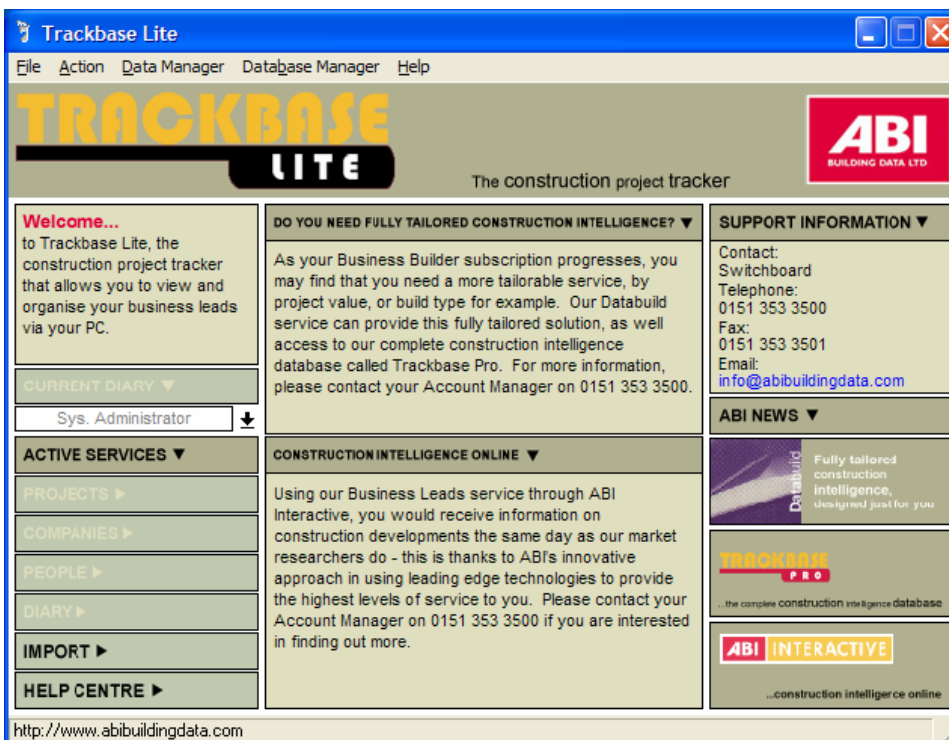 Trackbase Lite
File Action Data Manager Database Manager Help
TRACKBASE
LITE
The construction project tracker
ABI
BUILDING DATA LTD
Welcome...
to Trackbase Lite, the
construction project tracker
that allows you to view and
organise your business leads
via your PC.
CURRENT DIARY ▼
Sys. Administrator
ACTIVE SERVICES ▼
PROJECTS ►
COMPANIES ►
PEOPLE ►
DIARY ►
IMPORT ►
HELP CENTRE ►
DO YOU NEED FULLY TAILORED CONSTRUCTION INTELLIGENCE? ▼
As your Business Builder subscription progresses, you
may find that you need a more tailorable service, by
project value, or build type for example. Our Databuild
service can provide this fully tailored solution, as well
access to our complete construction intelligence
database called Trackbase Pro. For more information,
please contact your Account Manager on 0151 353 3500.
CONSTRUCTION INTELLIGENCE ONLINE ▼
Using our Business Leads service through ABI
Interactive, you would receive information on
construction developments the same day as our market
researchers do - this is thanks to ABI's innovative
approach in using leading edge technologies to provide
the highest levels of service to you. Please contact your
Account Manager on 0151 353 3500 if you are interested
in finding out more.
SUPPORT INFORMATION ▼
Contact:
Switchboard
Telephone:
0151 353 3500
Fax:
0151 353 3501
Email:
info@abibuildingdata.com
ABI NEWS ▼
Databuild
Fully tailored
construction
intelligence,
designed just for you
TRACKBASE
PRO
...the complete construction intelligence database
ABI INTERACTIVE
...construction intelligence online
http://www.abibuildingdata.com